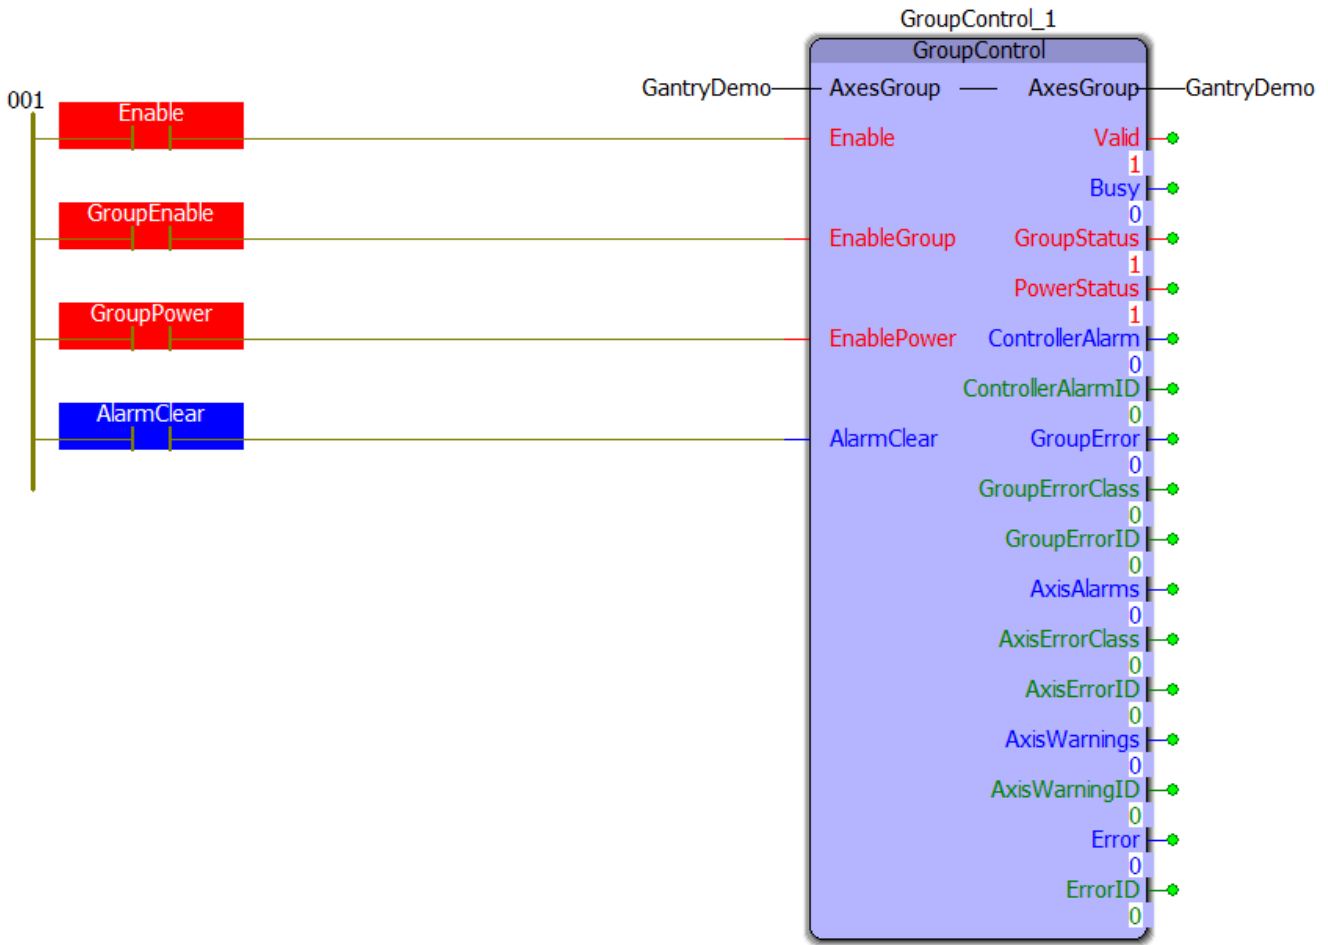 GroupControl_1
GroupControl
GantryDemo AxesGroup AxesGroup GantryDemo
001
Enable
Enable Valid
1
Busy
0
GroupEnable
EnableGroup GroupStatus
1
PowerStatus
1
GroupPower
EnablePower ControllerAlarm
0
ControllerAlarmID
0
AlarmClear
AlarmClear GroupError
0
GroupErrorClass
0
GroupErrorID
0
AxisAlarms
0
AxisErrorClass
0
AxisErrorID
0
AxisWarnings
0
AxisWarningID
0
Error
0
ErrorID
0